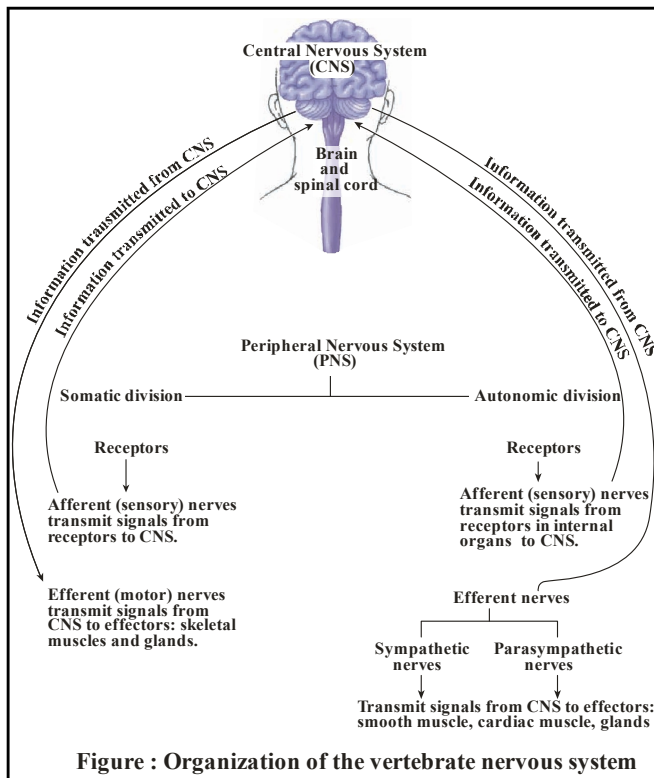 Central Nervous System
(CNS)
Brain
and
spinal cord
Information transmitted from CNS
Information transmitted to CNS
Information transmitted from CNS
Information transmitted to CNS
Peripheral Nervous System
(PNS)
Somatic division
Autonomic division
Receptors
Afferent (sensory) nerves
transmit signals from
receptors to CNS.
Efferent (motor) nerves
transmit signals from
CNS to effectors: skeletal
muscles and glands.
Receptors
Afferent (sensory) nerves
transmit signals from
receptors in internal
organs to CNS.
Efferent nerves
Sympathetic
nerves
Parasympathetic
nerves
Transmit signals from CNS to effectors:
smooth muscle, cardiac muscle, glands
Figure : Organization of the vertebrate nervous system